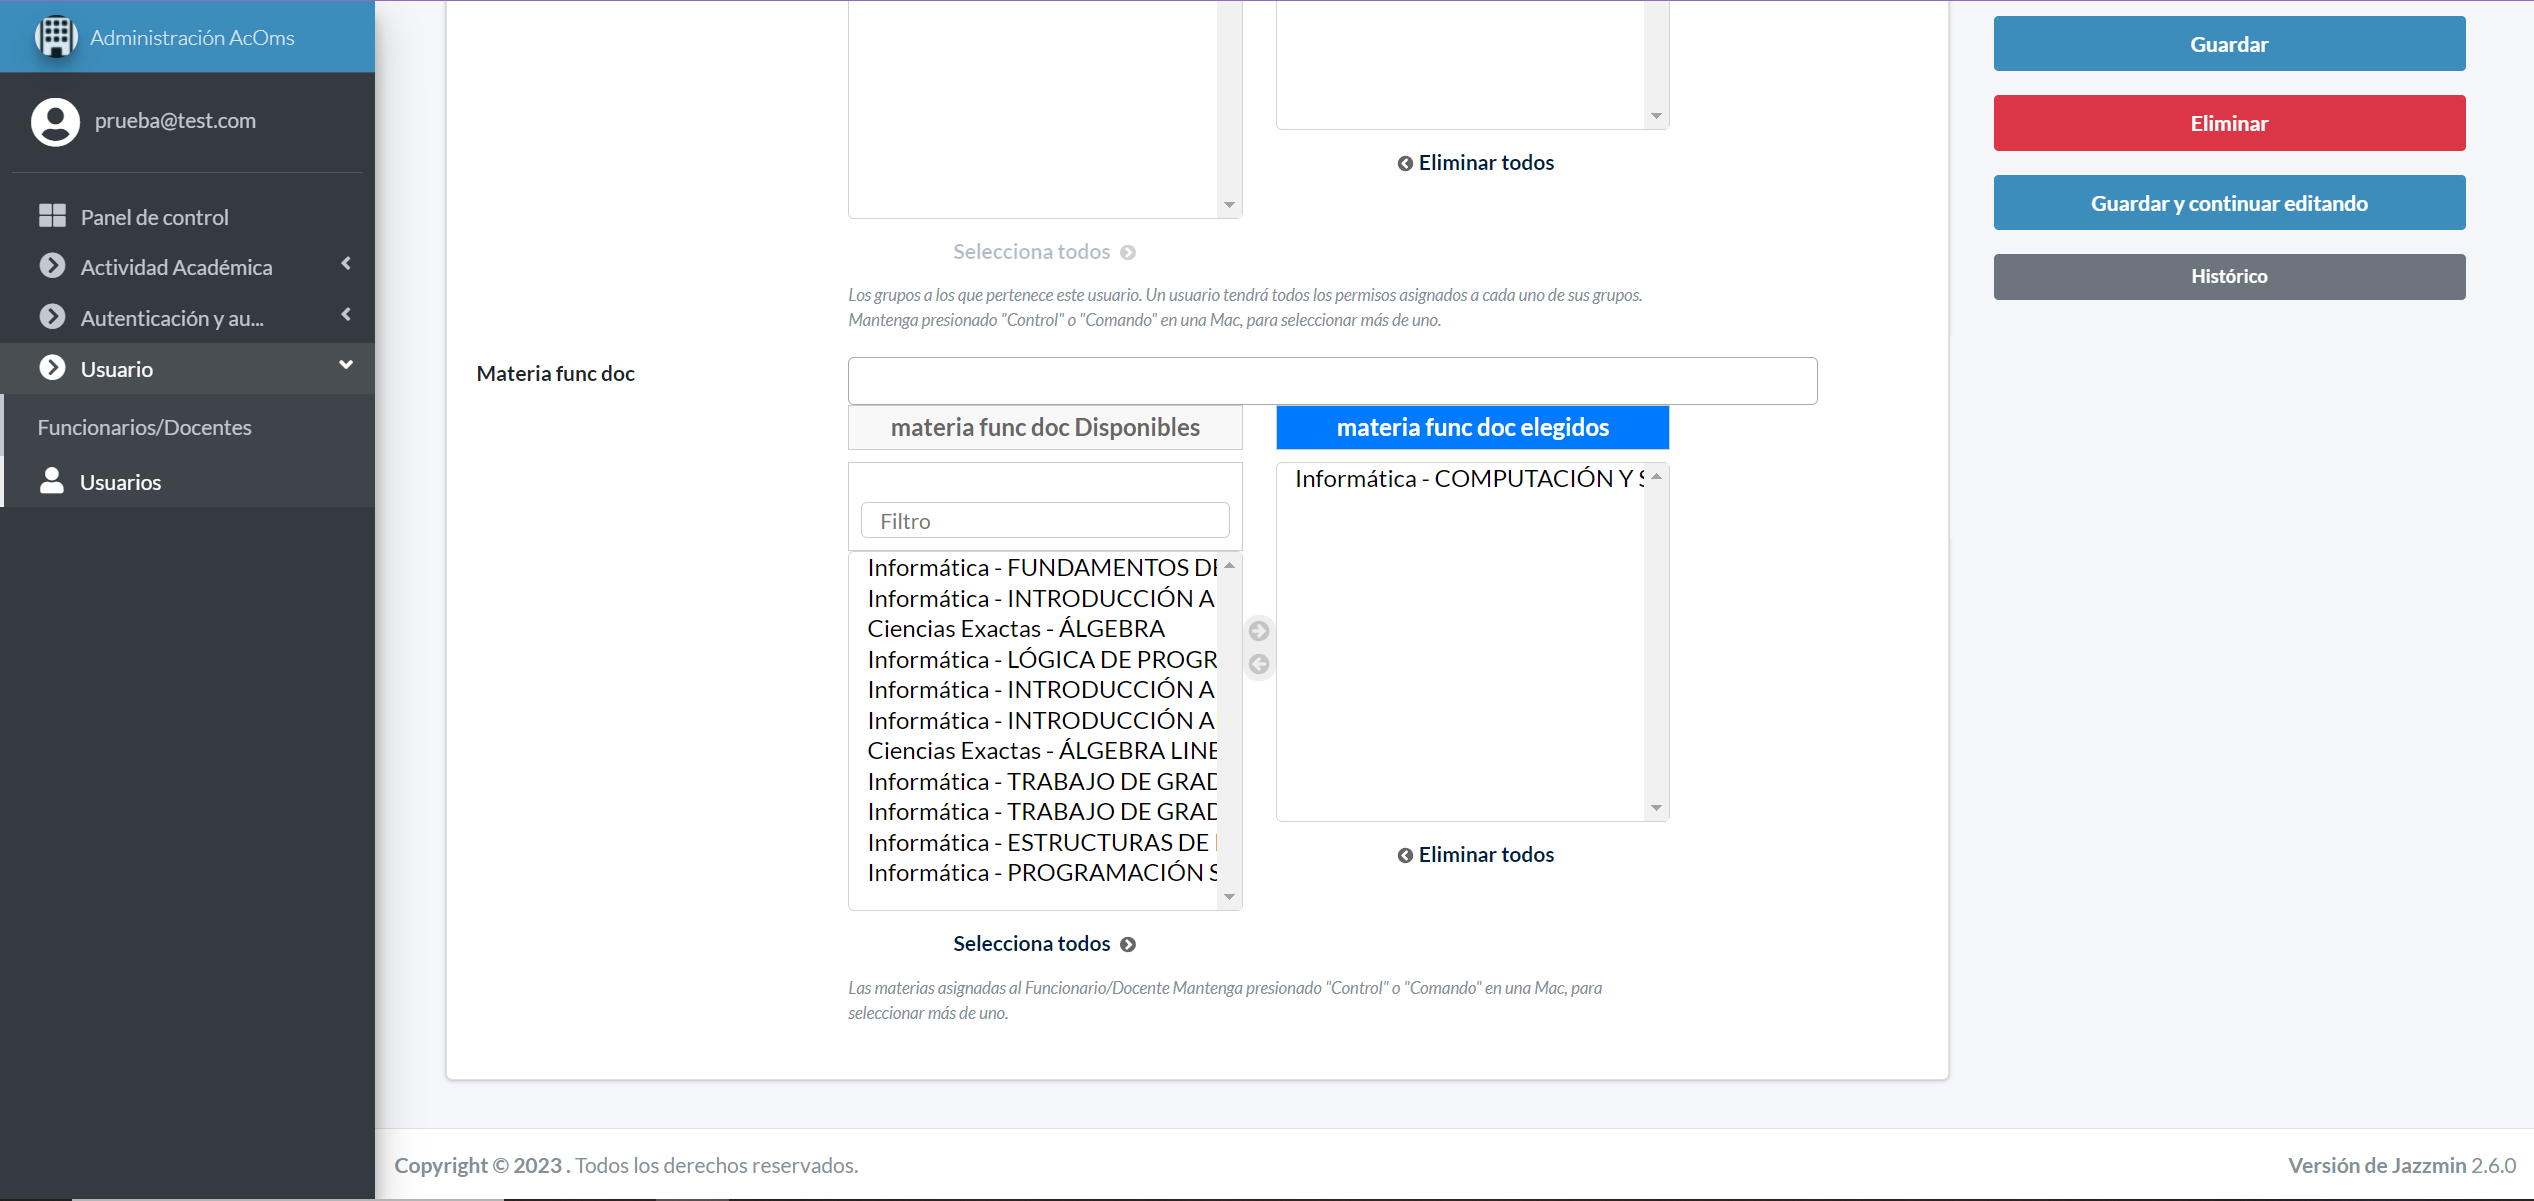 Administración AcOms
prueba@test.com
Panel de control
Actividad Académica
Autenticación y au...
Usuario
Funcionarios/Docentes
Usuarios
Eliminar todos
Selecciona todos
Los grupos a los que pertenece este usuario. Un usuario tendrá todos los permisos asignados a cada uno de sus grupos.
Mantenga presionado "Control" o "Comando" en una Mac, para seleccionar más de uno.
Materia func doc
materia func doc Disponibles
Filtro
Informática - FUNDAMENTOS DE
Informática - INTRODUCCIÓN A
Ciencias Exactas - ÁLGEBRA
Informática - LÓGICA DE PROGR
Informática - INTRODUCCIÓN A
Informática - INTRODUCCIÓN A
Ciencias Exactas - ÁLGEBRA LINE
Informática - TRABAJO DE GRAD
Informática - TRABAJO DE GRAD
Informática - ESTRUCTURAS DE
Informática - PROGRAMACIÓN S
Selecciona todos
materia func doc elegidos
Informática - COMPUTACIÓN Y S
Eliminar todos
Las materias asignadas al Funcionario/Docente Mantenga presionado "Control" o "Comando" en una Mac, para
seleccionar más de uno.
Guardar
Eliminar
Guardar y continuar editando
Histórico
Copyright © 2023 . Todos los derechos reservados.
Versión de Jazzmin 2.6.0